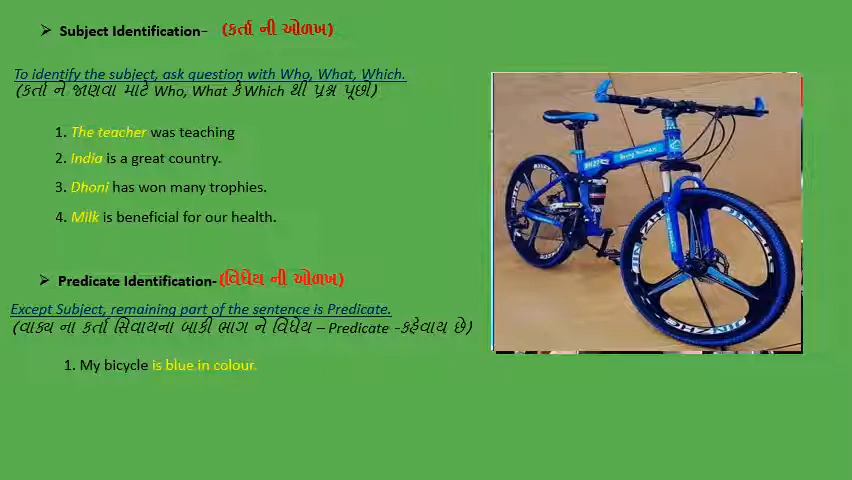 ➢ Subject Identification– (કર્તા ની ઓળખ)
To identify the subject, ask question with Who, What, Which.
(કર્તા ને જાણવા માટે Who, What કે Which થી પ્રશ્ન પૂછો)
1. The teacher was teaching
2. India is a great country.
3. Dhoni has won many trophies.
4. Milk is beneficial for our health.
➢ Predicate Identification- (વિધેય ની ઓળખ)
Except Subject, remaining part of the sentence is Predicate.
(વાક્ય ના કર્તા સિવાયના બાકી ભાગ ને વિધેય – Predicate -કહેવાય છે)
1. My bicycle is blue in colour.